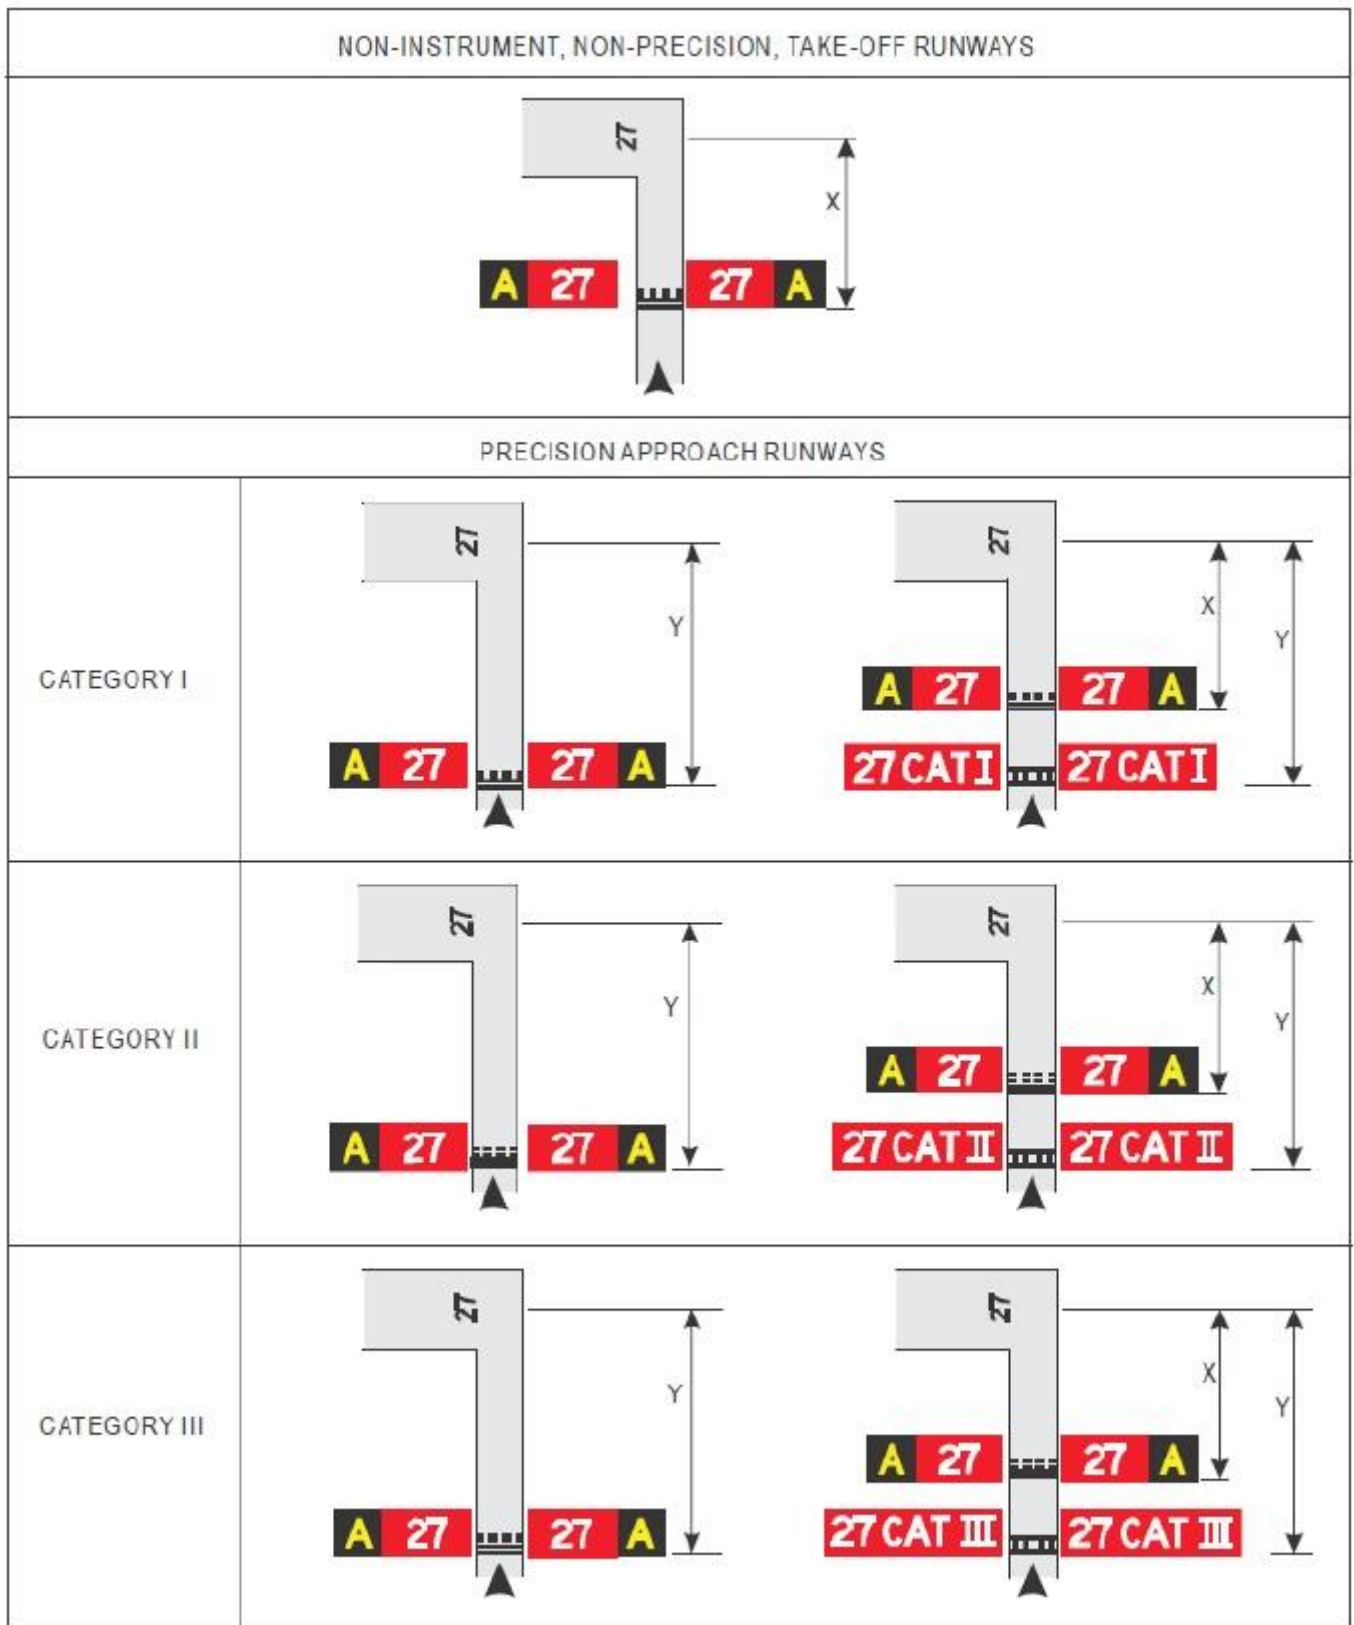 NON-INSTRUMENT, NON-PRECISION, TAKE-OFF RUNWAYS
27
X
A 27 27 A
PRECISION APPROACH RUNWAYS
CATEGORY I
27
Y
A 27 27 A
27
X
Y
A 27 27 A
27 CAT I 27 CAT I
CATEGORY II
27
Y
A 27 27 A
27
X
Y
A 27 27 A
27 CAT II 27 CAT II
CATEGORY III
27
Y
A 27 27 A
27
X
Y
A 27 27 A
27 CAT III 27 CAT III